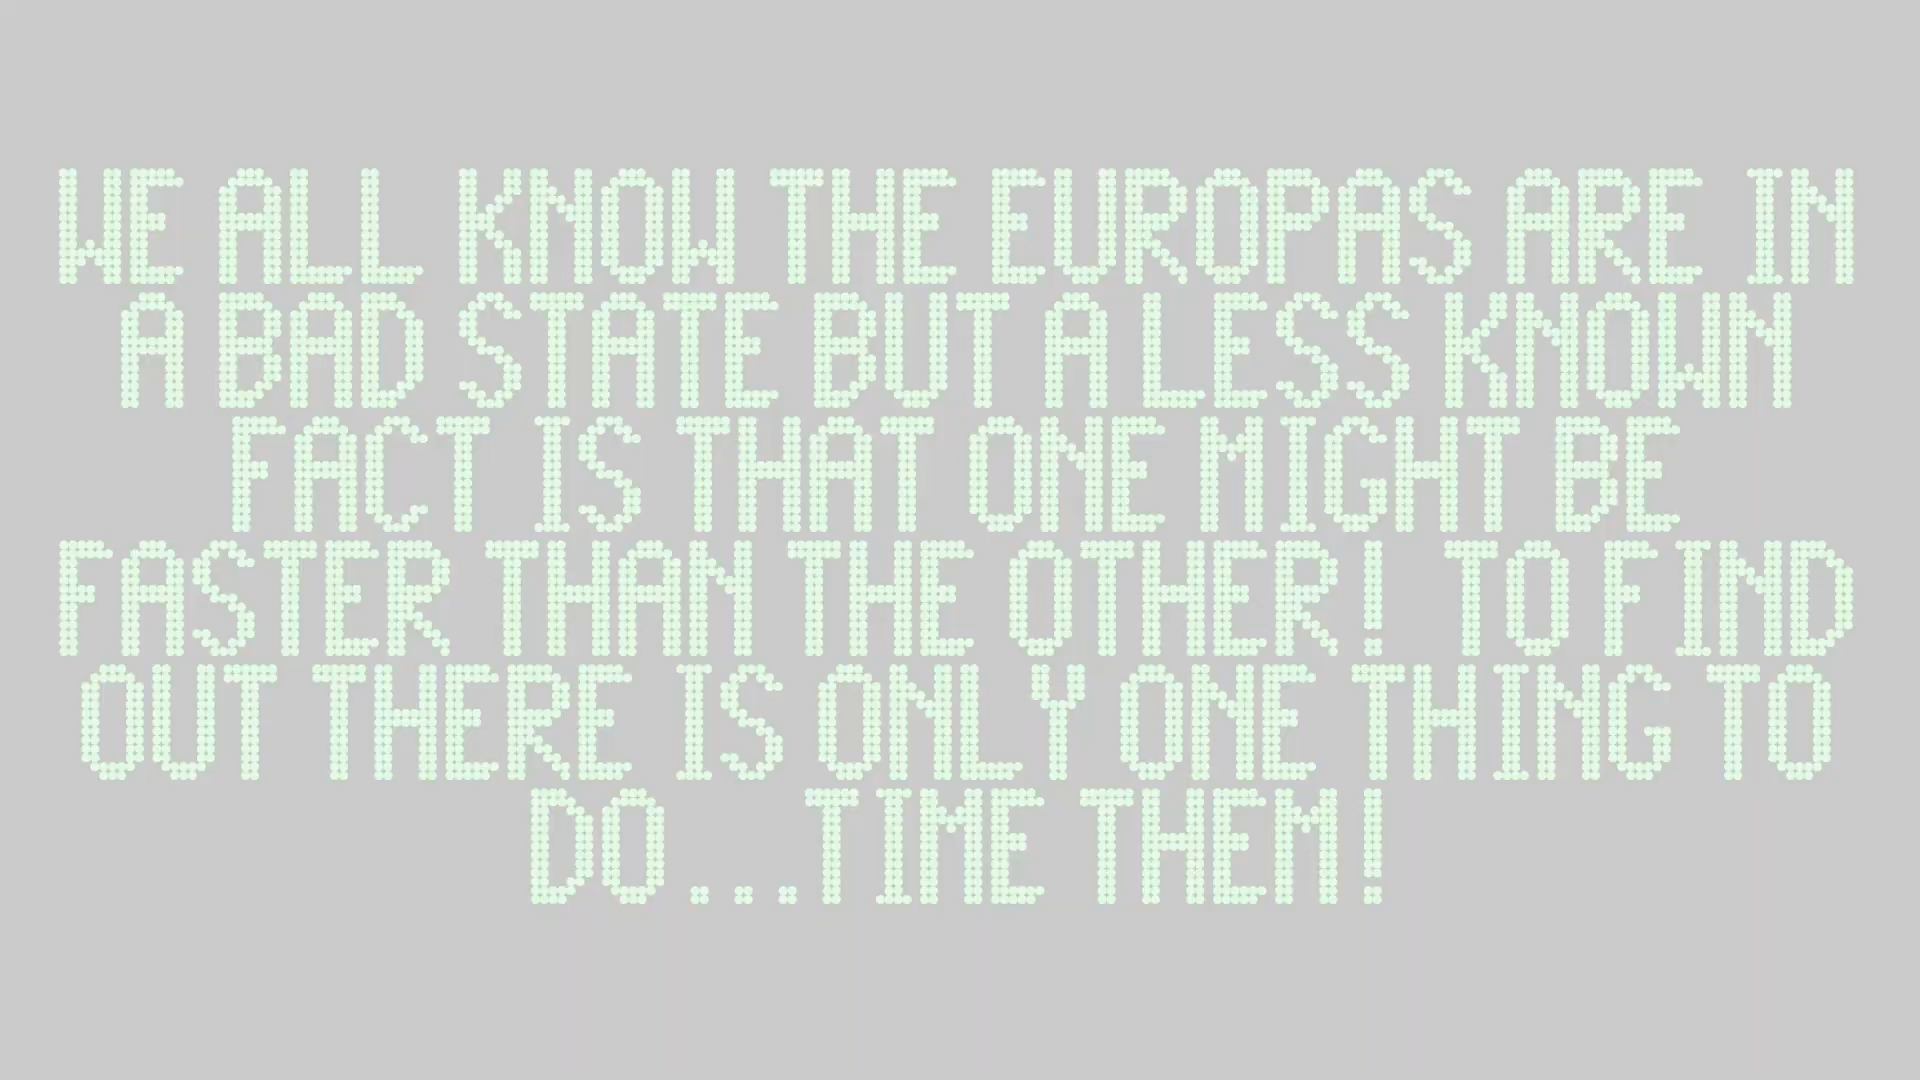 WE ALL KNOW THE EUROPAS ARE IN
A BAD STATE BUT A LESS KNOWN
FACT IS THAT ONE MIGHT BE
FASTER THAN THE OTHER! TO FIND
OUT THERE IS ONLY ONE THING TO
DO...TIME THEM!